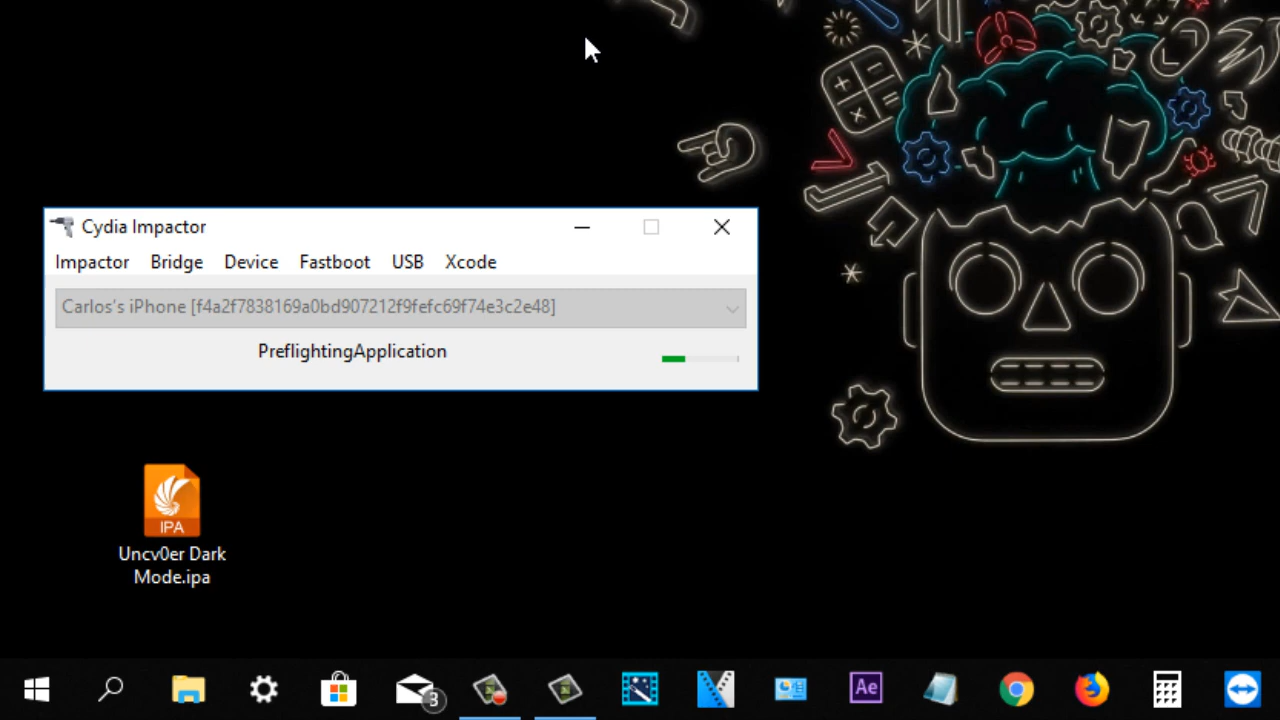 Cydia Impactor
Impactor Bridge Device Fastboot USB Xcode
Carlos's iPhone [f4a2f7838169a0bd907212f9fefc69f74e3c2e48]
PreflightingApplication
IPA
Uncv0er Dark
Mode.ipa
3
Ae